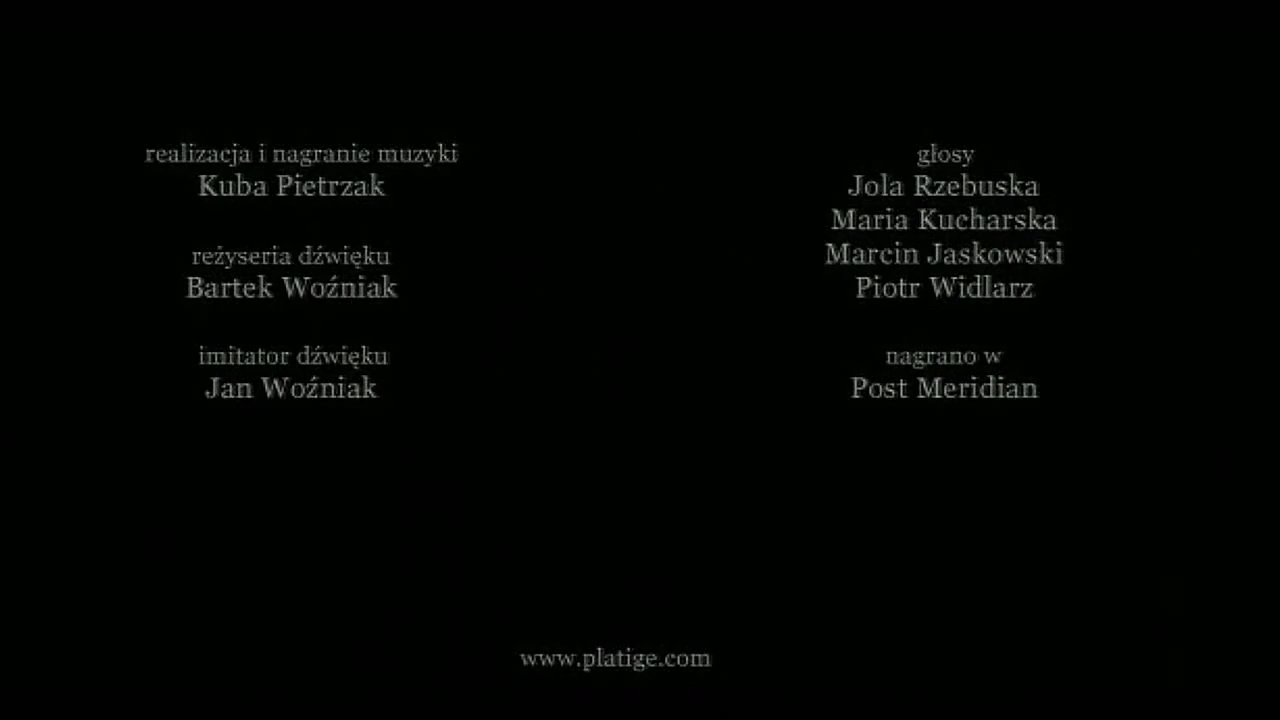 realizacja i nagranie muzyki
Kuba Pietrzak
reżyseria dźwięku
Bartek Woźniak
imitator dźwięku
Jan Woźniak
głosy
Jola Rzebuska
Maria Kucharska
Marcin Jaskowski
Piotr Widlarz
nagrano w
Post Meridian
www.platige.com